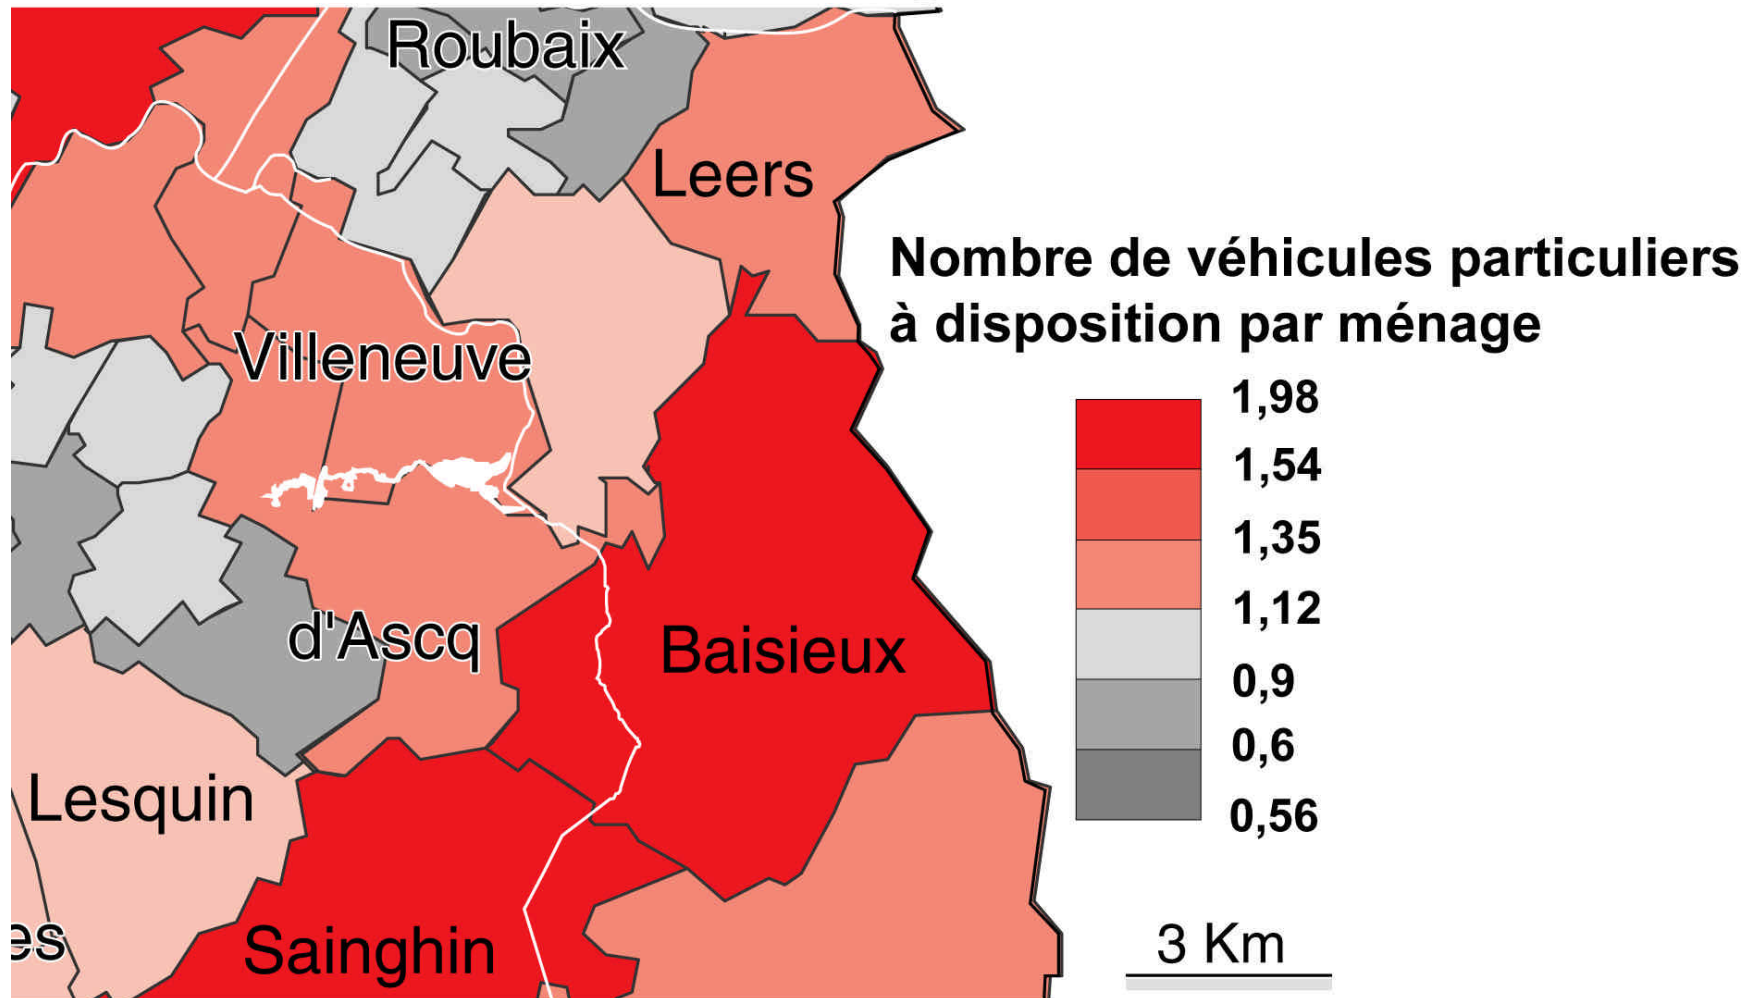 Roubaix
Leers
Nombre de véhicules particuliers
à disposition par ménage
Villeneuve
1,98
1,54
1,35
1,12
0,9
0,6
0,56
d'Ascq
Baisieux
Lesquin
es
Sainghin
3 Km